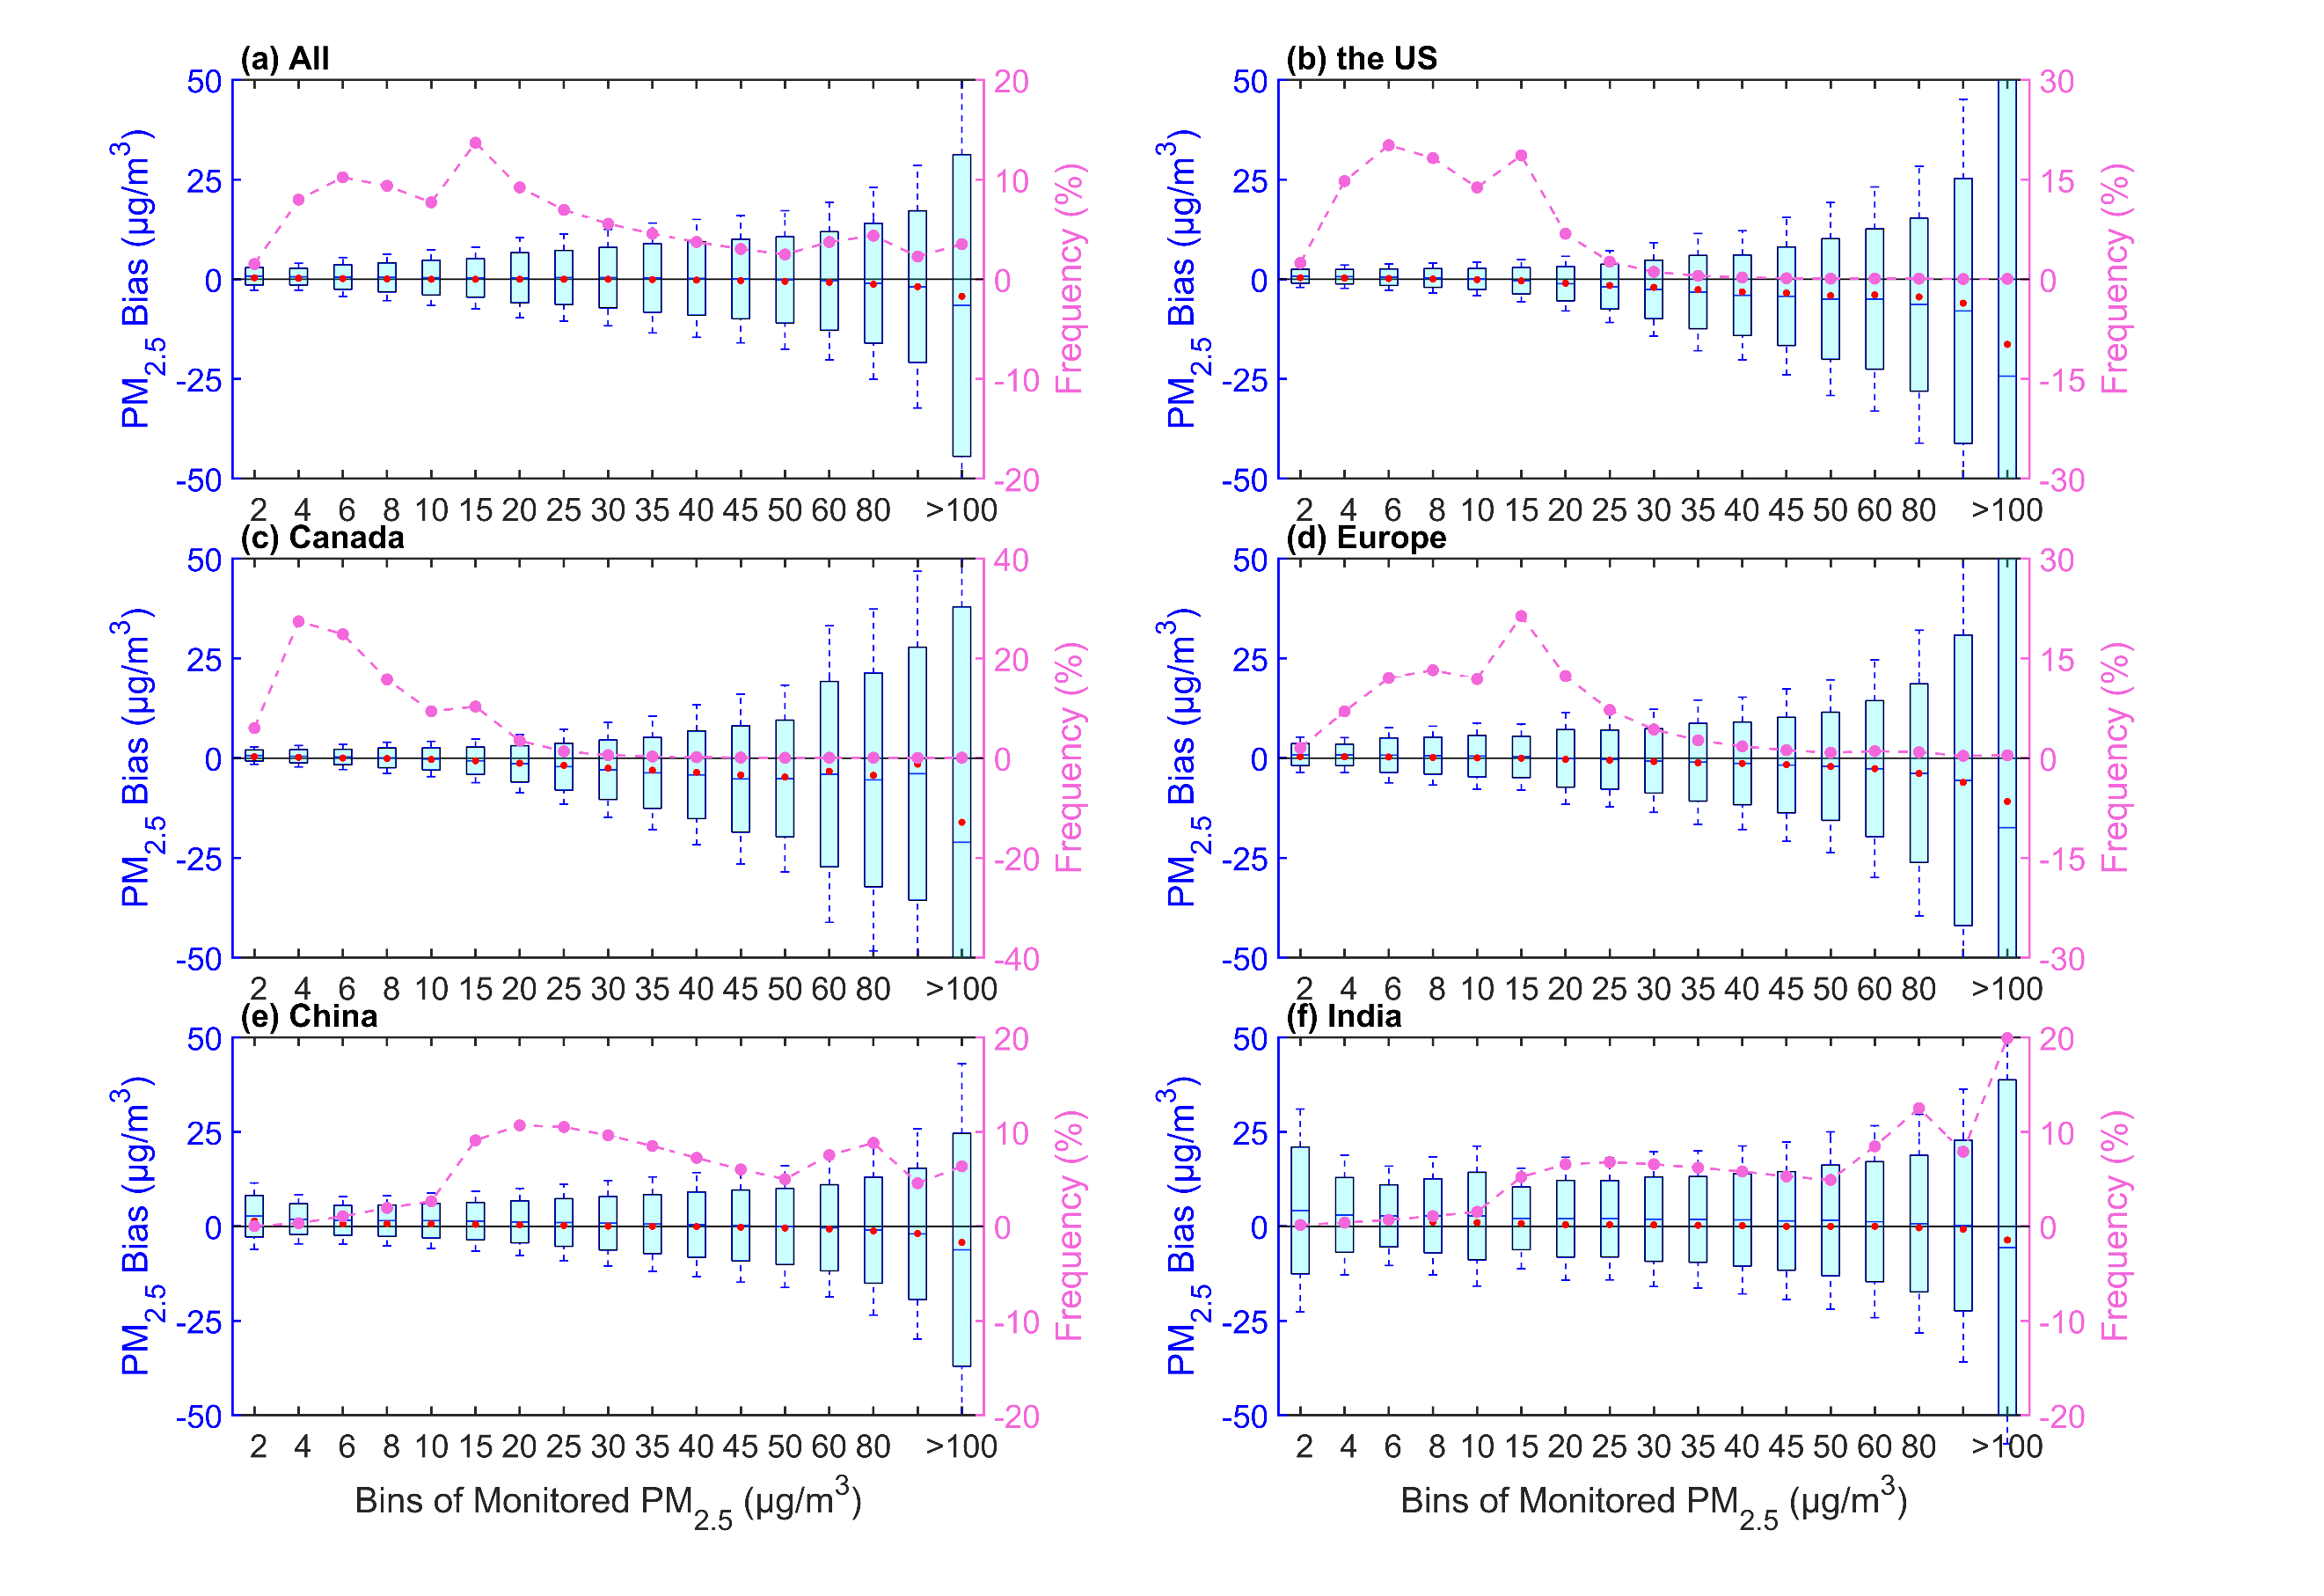 (a) All
50
25
0
-25
-50
PM2.5 Bias (µg/m³)
20
10
0
-10
-20
Frequency (%)
2 4 6 8 10 15 20 25 30 35 40 45 50 60 80 >100
(b) the US
50
25
0
-25
-50
PM2.5 Bias (µg/m³)
30
15
0
-15
-30
Frequency (%)
2 4 6 8 10 15 20 25 30 35 40 45 50 60 80 >100
(c) Canada
50
25
0
-25
-50
PM2.5 Bias (µg/m³)
40
20
0
-20
-40
Frequency (%)
2 4 6 8 10 15 20 25 30 35 40 45 50 60 80 >100
(d) Europe
50
25
0
-25
-50
PM2.5 Bias (µg/m³)
30
15
0
-15
-30
Frequency (%)
2 4 6 8 10 15 20 25 30 35 40 45 50 60 80 >100
(e) China
50
25
0
-25
-50
PM2.5 Bias (µg/m³)
20
10
0
-10
-20
Frequency (%)
2 4 6 8 10 15 20 25 30 35 40 45 50 60 80 >100
Bins of Monitored PM2.5 (µg/m³)
(f) India
50
25
0
-25
-50
PM2.5 Bias (µg/m³)
20
10
0
-10
-20
Frequency (%)
2 4 6 8 10 15 20 25 30 35 40 45 50 60 80 >100
Bins of Monitored PM2.5 (µg/m³)